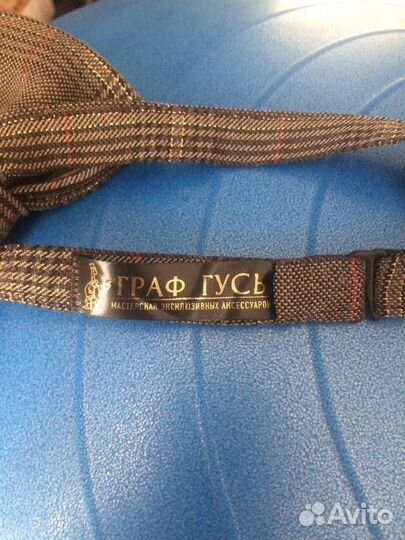 ГРАФ ГУСЬ
МАСТЕРСКАЯ ЭКСКЛЮЗИВНЫХ АКСЕССУАРОВ
Avito